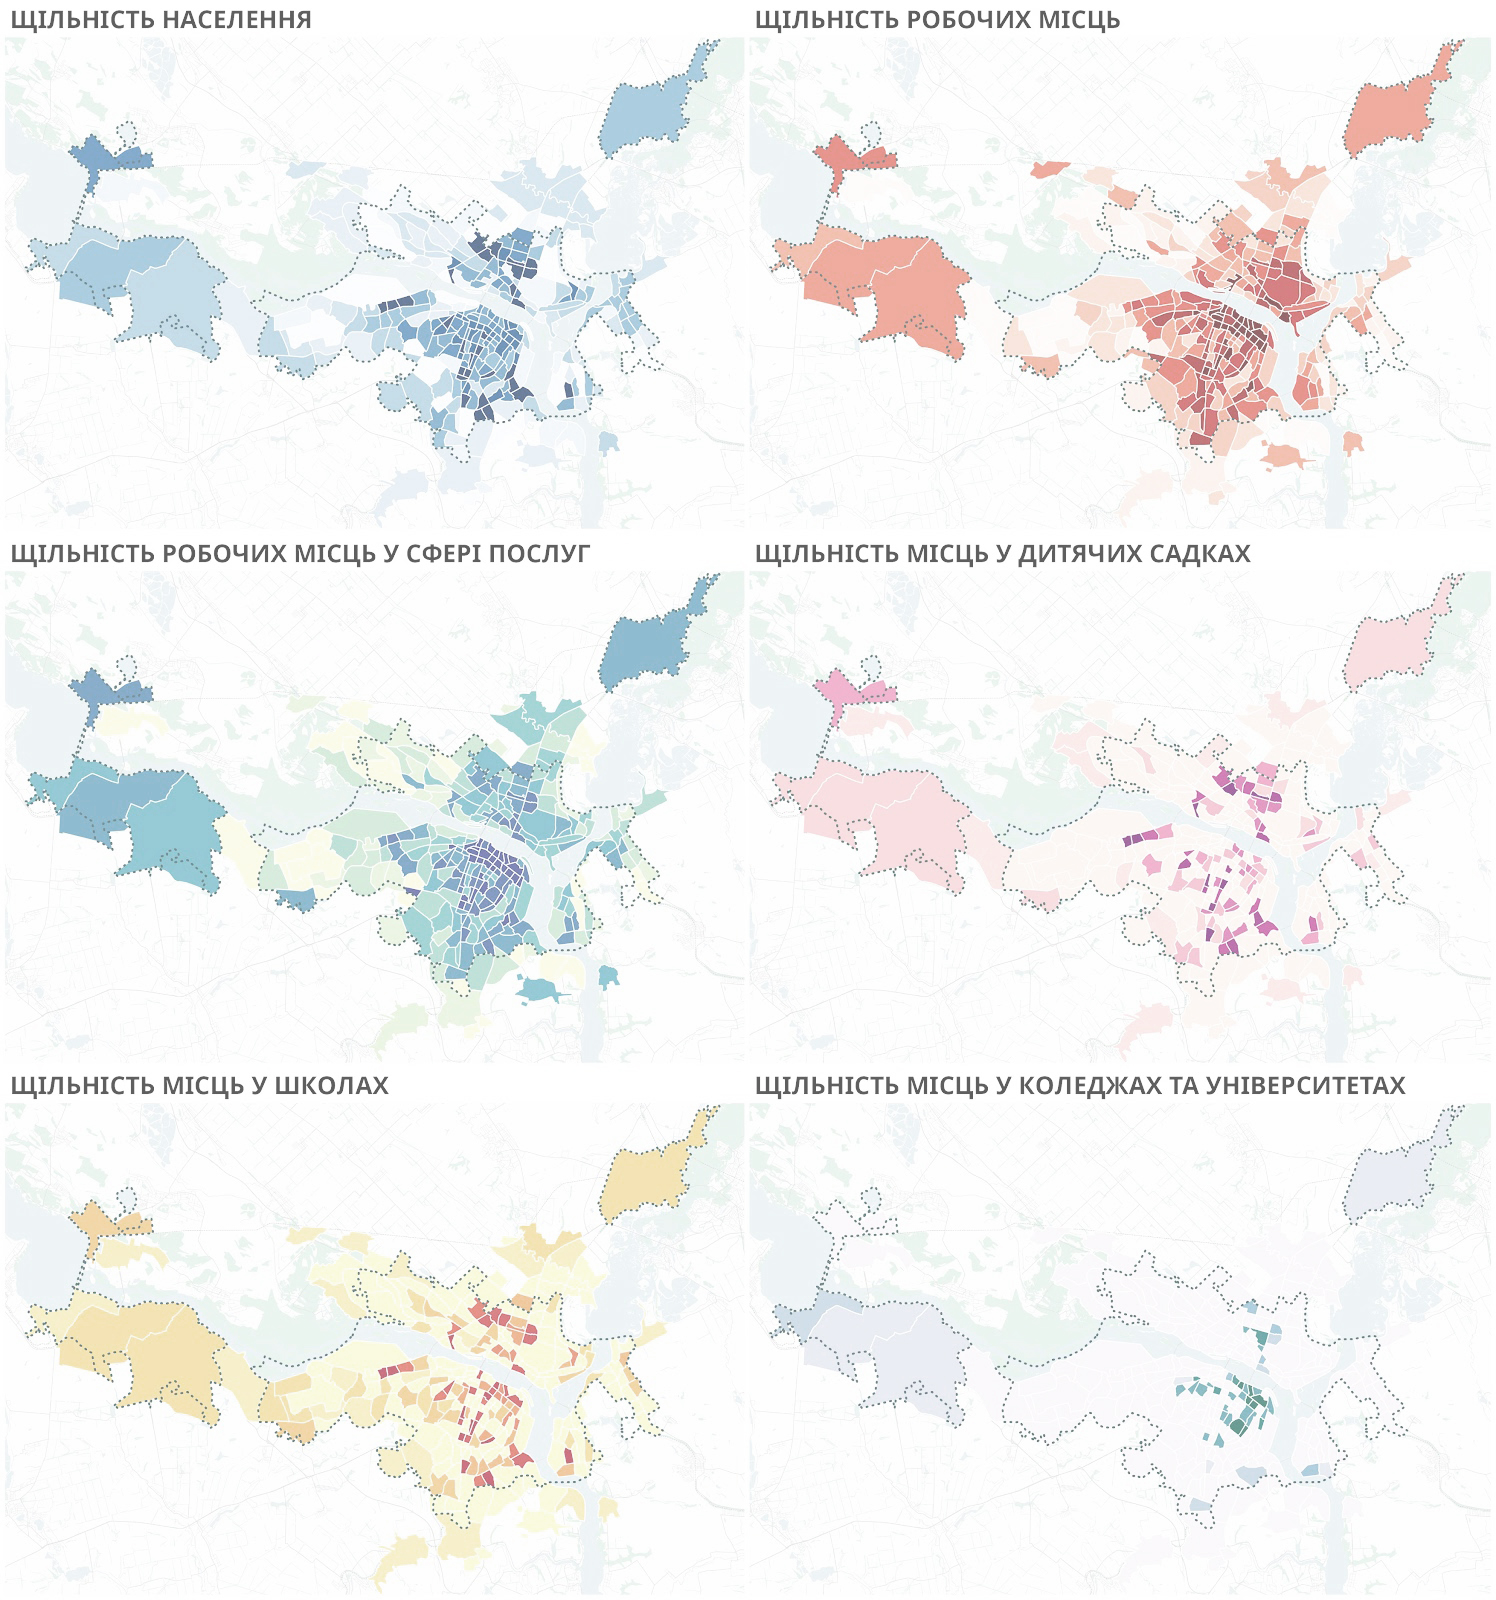 ЩІЛЬНІСТЬ НАСЕЛЕННЯ
ЩІЛЬНІСТЬ РОБОЧИХ МІСЦЬ
ЩІЛЬНІСТЬ РОБОЧИХ МІСЦЬ У СФЕРІ ПОСЛУГ
ЩІЛЬНІСТЬ МІСЦЬ У ДИТЯЧИХ САДКАХ
ЩІЛЬНІСТЬ МІСЦЬ У ШКОЛАХ
ЩІЛЬНІСТЬ МІСЦЬ У КОЛЕДЖАХ ТА УНІВЕРСИТЕТАХ